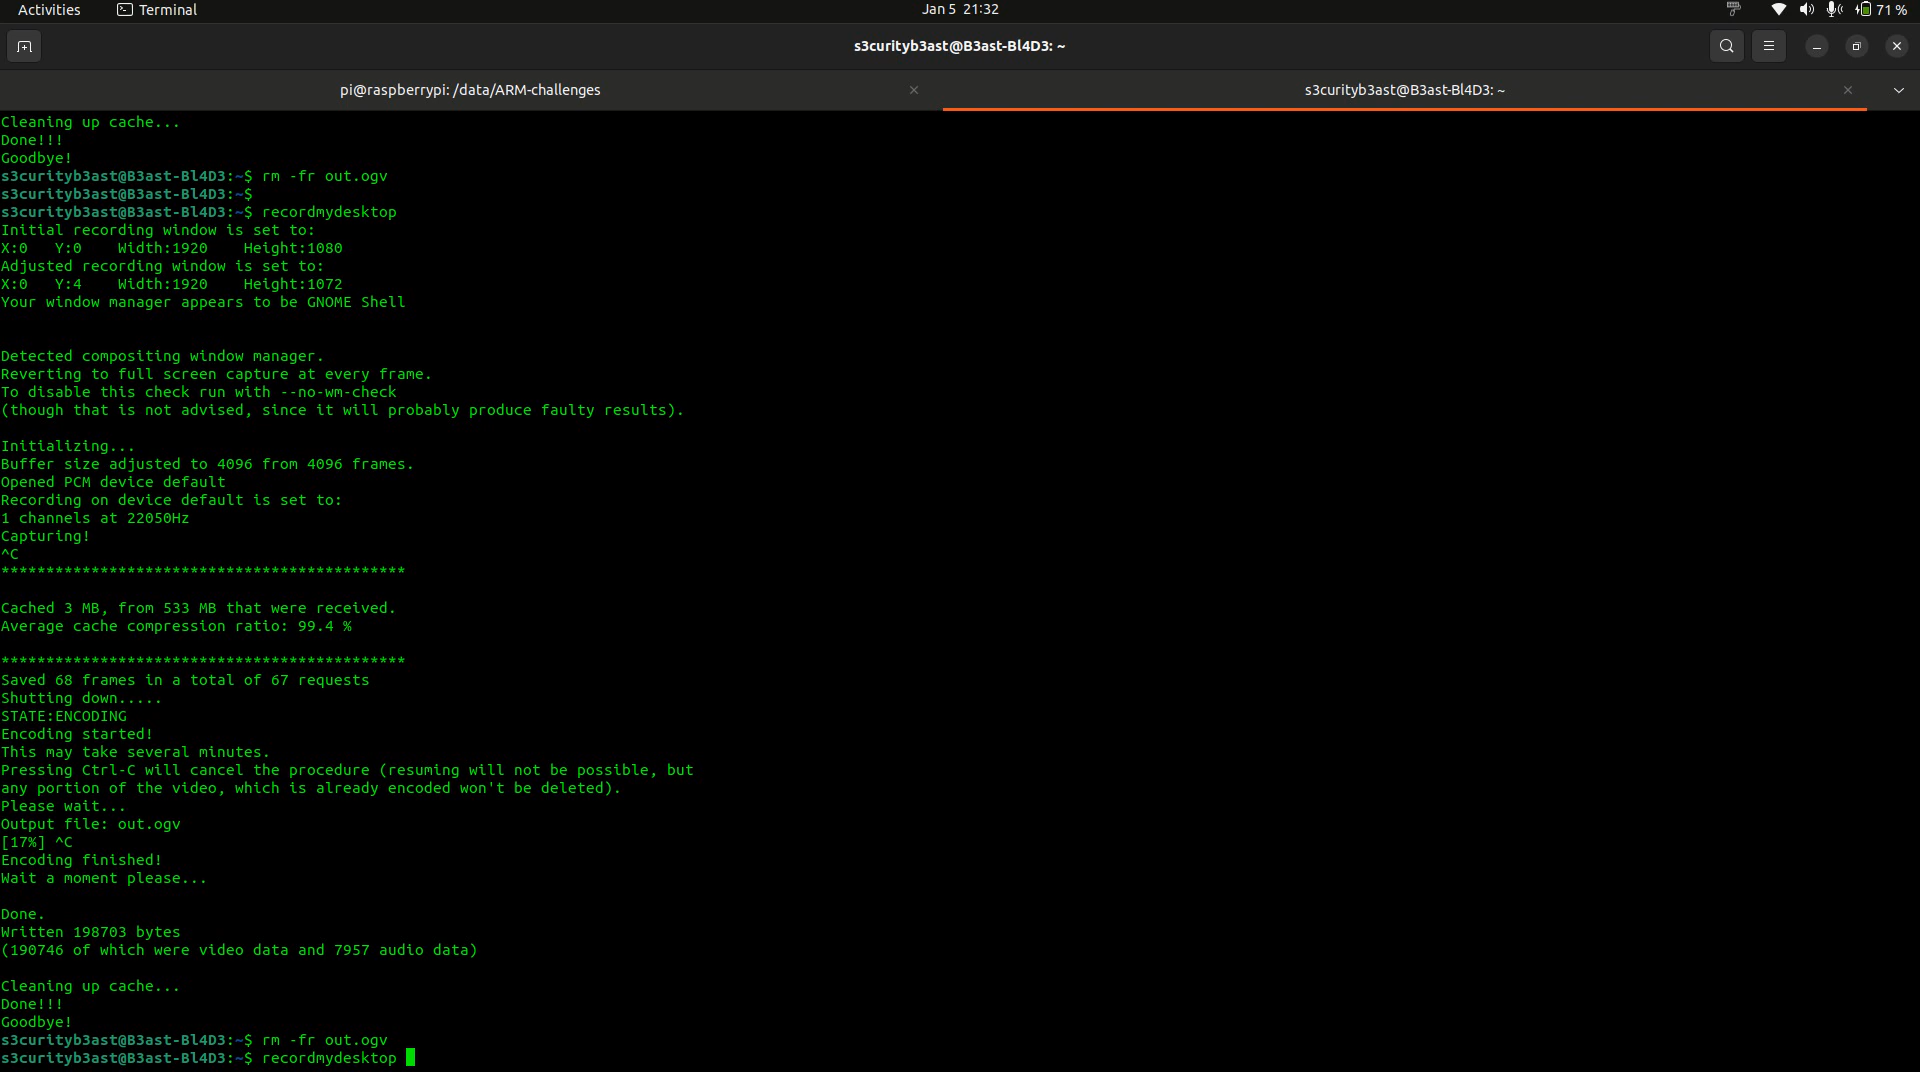 Activities Terminal Jan 5 21:32 71 %
s3curityb3ast@B3ast-Bl4D3: ~
pi@raspberrypi: /data/ARM-challenges s3curityb3ast@B3ast-Bl4D3: ~
Cleaning up cache...
Done!!!
Goodbye!
s3curityb3ast@B3ast-Bl4D3:~$ rm -fr out.ogv
s3curityb3ast@B3ast-Bl4D3:~$
s3curityb3ast@B3ast-Bl4D3:~$ recordmydesktop
Initial recording window is set to:
X:0   Y:0    Width:1920    Height:1080
Adjusted recording window is set to:
X:0   Y:4    Width:1920    Height:1072
Your window manager appears to be GNOME Shell
Detected compositing window manager.
Reverting to full screen capture at every frame.
To disable this check run with --no-wm-check
(though that is not advised, since it will probably produce faulty results).
Initializing...
Buffer size adjusted to 4096 from 4096 frames.
Opened PCM device default
Recording on device default is set to:
1 channels at 22050Hz
Capturing!
^C
*********************************************
Cached 3 MB, from 533 MB that were received.
Average cache compression ratio: 99.4 %
*********************************************
Saved 68 frames in a total of 67 requests
Shutting down.....
STATE:ENCODING
Encoding started!
This may take several minutes.
Pressing Ctrl-C will cancel the procedure (resuming will not be possible, but
any portion of the video, which is already encoded won't be deleted).
Please wait...
Output file: out.ogv
[17%] ^C
Encoding finished!
Wait a moment please...
Done.
Written 198703 bytes
(190746 of which were video data and 7957 audio data)
Cleaning up cache...
Done!!!
Goodbye!
s3curityb3ast@B3ast-Bl4D3:~$ rm -fr out.ogv
s3curityb3ast@B3ast-Bl4D3:~$ recordmydesktop